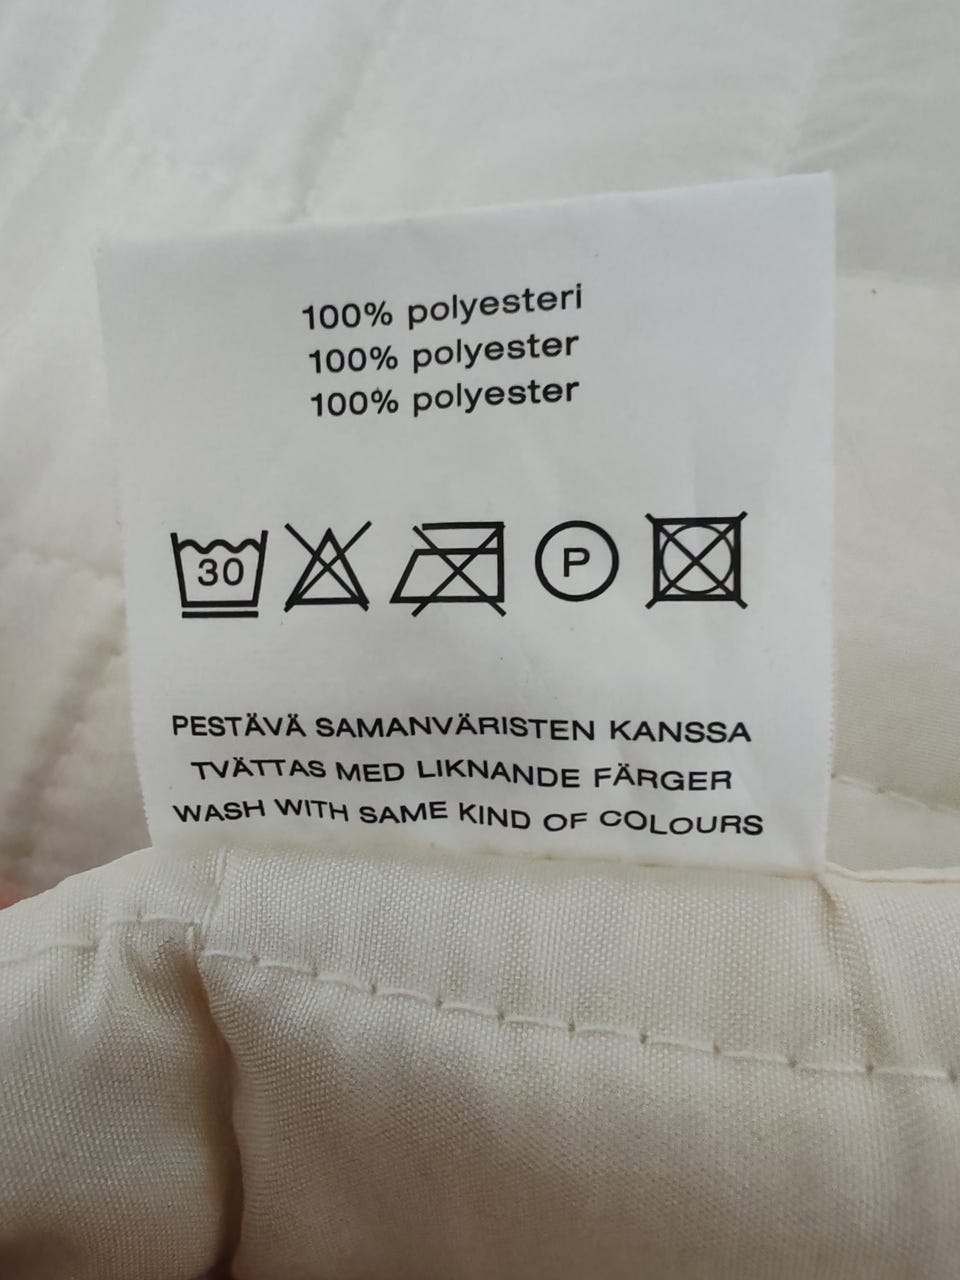 100% polyesteri
100% polyester
100% polyester
30
P
PESTÄVÄ SAMANVÄRISTEN KANSSA
TVÄTTAS MED LIKNANDE FÄRGER
WASH WITH SAME KIND OF COLOURS